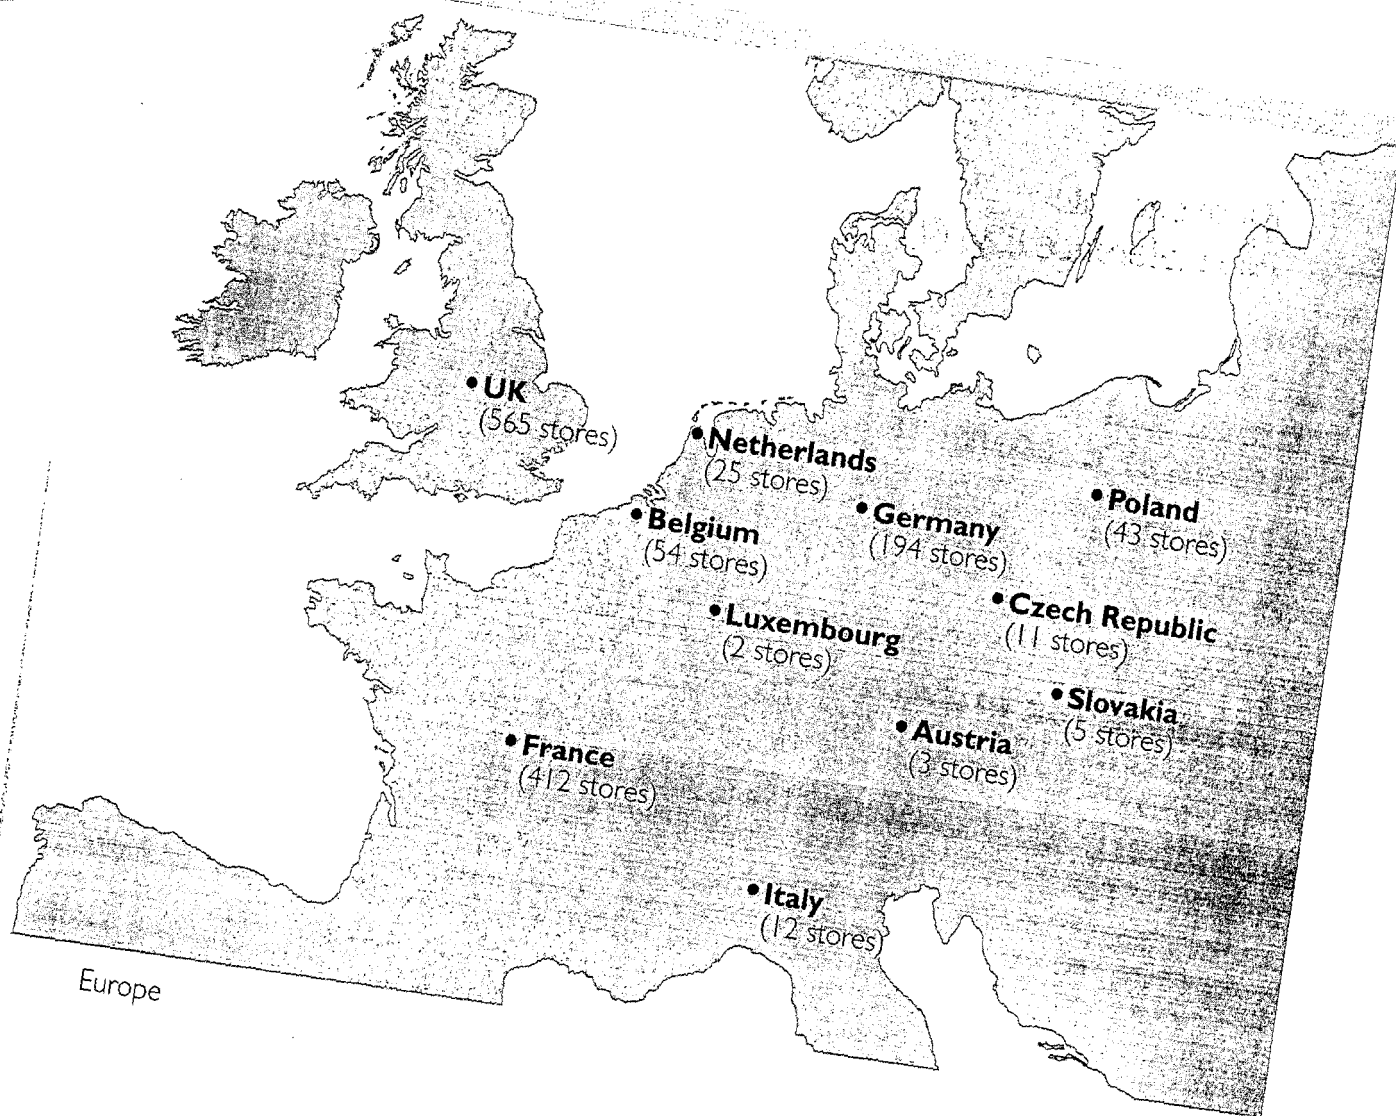 UK
(565 stores)
Netherlands
(25 stores)
Belgium
(54 stores)
Germany
(194 stores)
Poland
(43 stores)
Luxembourg
(2 stores)
Czech Republic
(11 stores)
Slovakia
(5 stores)
Austria
(3 stores)
France
(412 stores)
Italy
(12 stores)
Europe